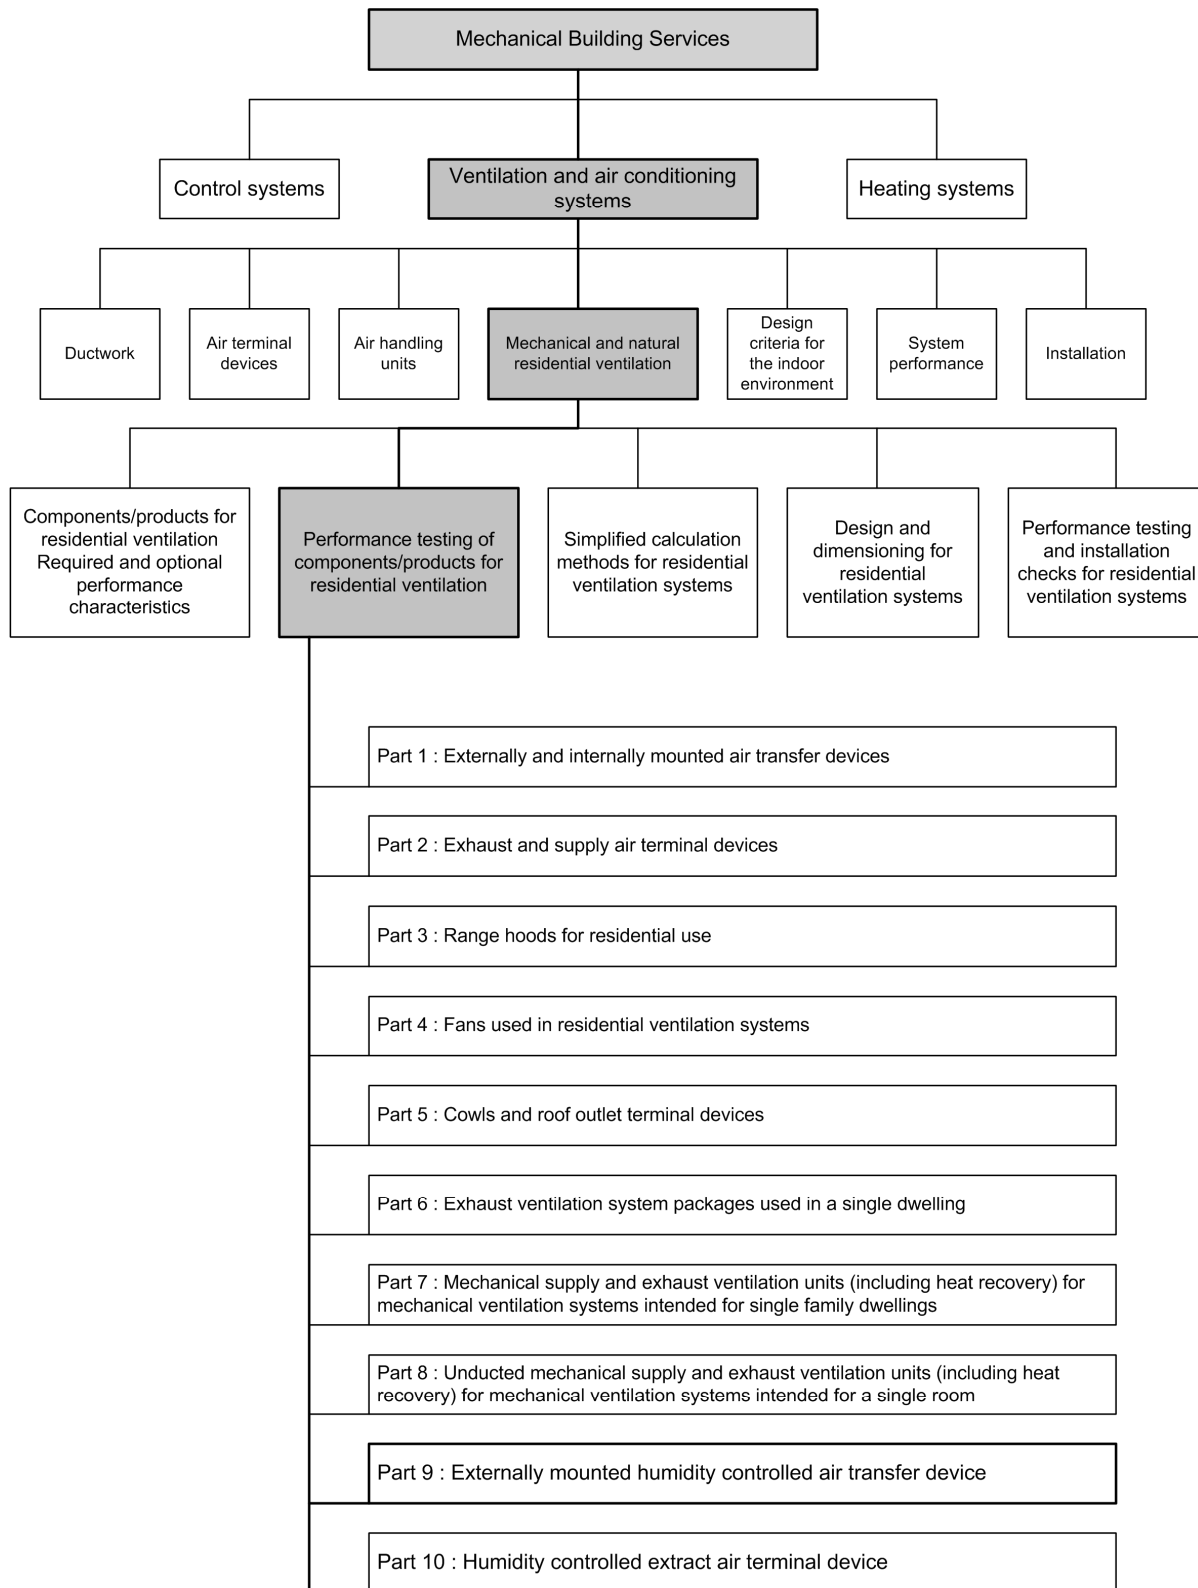 Mechanical Building Services
Control systems
Ventilation and air conditioning
systems
Heating systems
Ductwork
Air terminal
devices
Air handling
units
Mechanical and natural
residential ventilation
Design
criteria for
the indoor
environment
System
performance
Installation
Components/products for
residential ventilation
Required and optional
performance
characteristics
Performance testing of
components/products for
residential ventilation
Simplified calculation
methods for residential
ventilation systems
Design and
dimensioning for
residential
ventilation systems
Performance testing
and installation
checks for residential
ventilation systems
Part 1 : Externally and internally mounted air transfer devices
Part 2 : Exhaust and supply air terminal devices
Part 3 : Range hoods for residential use
Part 4 : Fans used in residential ventilation systems
Part 5 : Cowls and roof outlet terminal devices
Part 6 : Exhaust ventilation system packages used in a single dwelling
Part 7 : Mechanical supply and exhaust ventilation units (including heat recovery) for
mechanical ventilation systems intended for single family dwellings
Part 8 : Unducted mechanical supply and exhaust ventilation units (including heat
recovery) for mechanical ventilation systems intended for a single room
Part 9 : Externally mounted humidity controlled air transfer device
Part 10 : Humidity controlled extract air terminal device